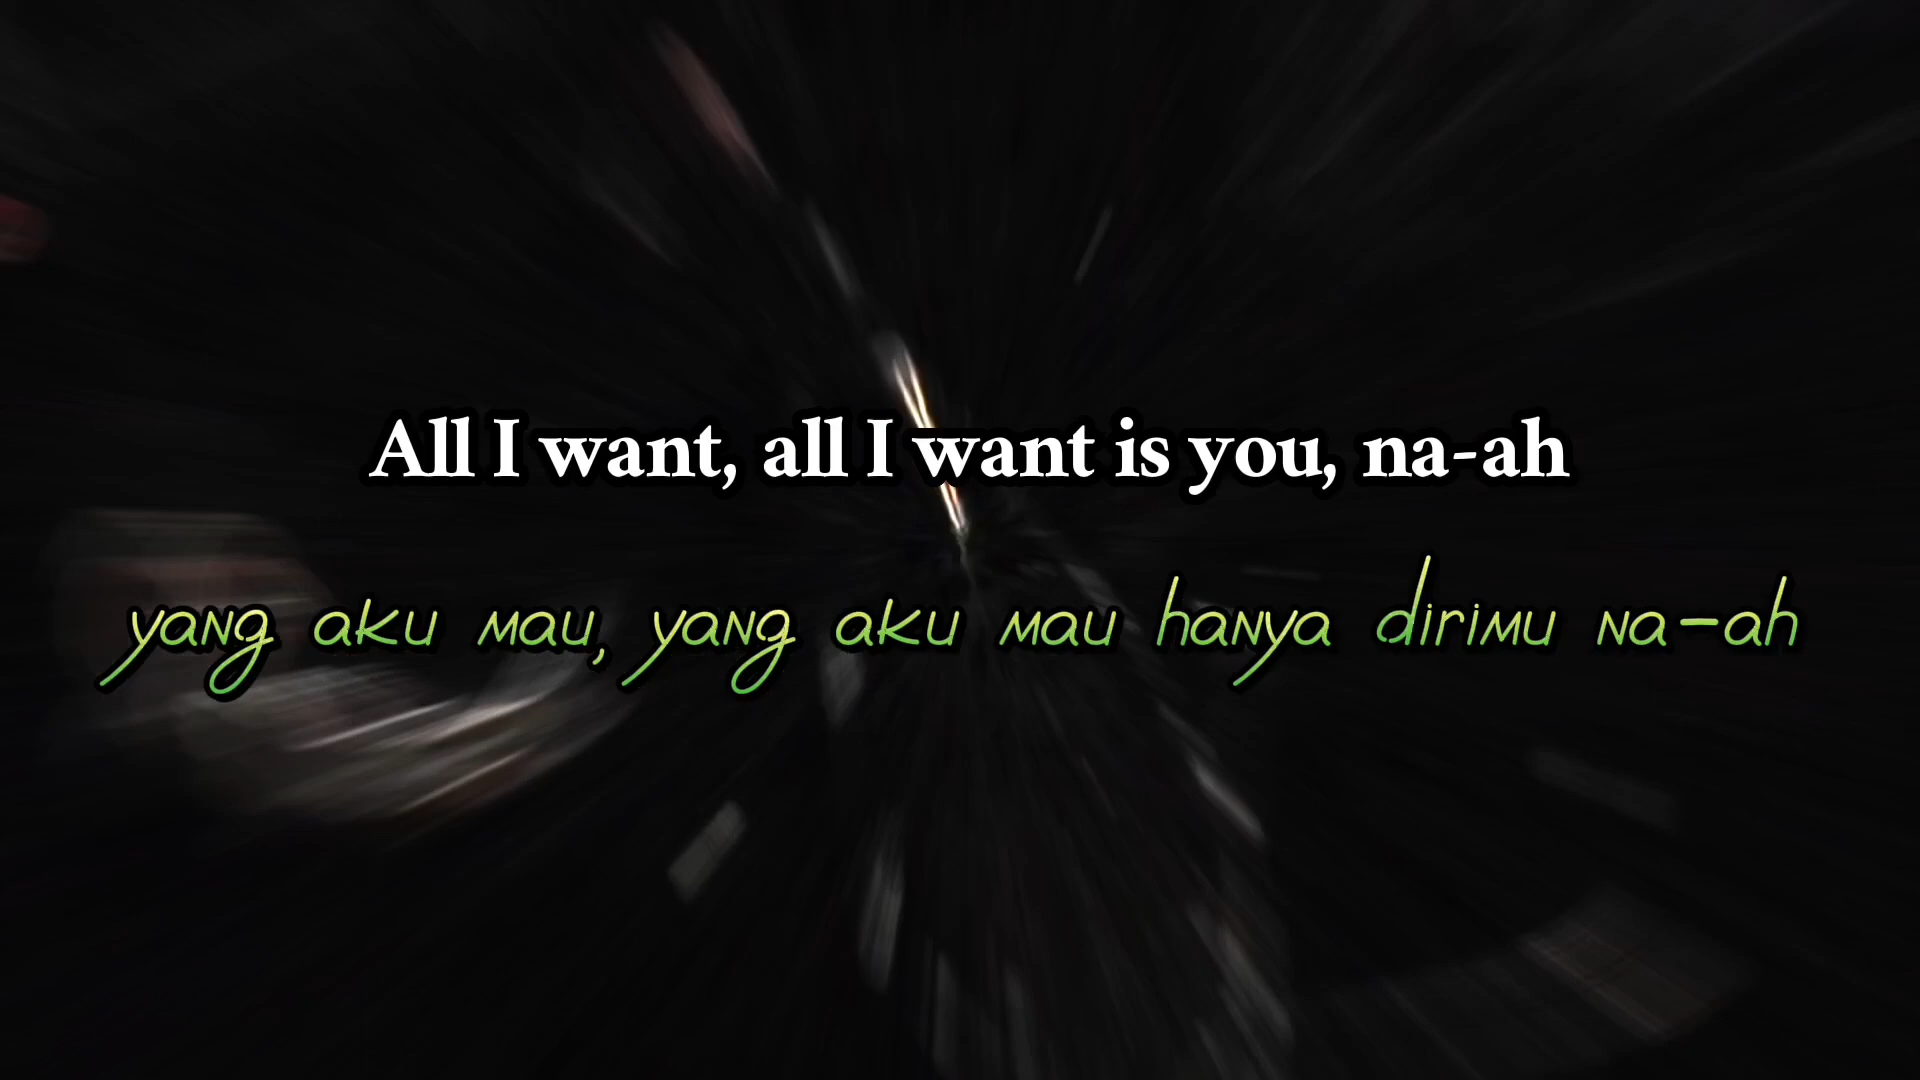 All I want, all I want is you, na-ah
yang aku mau, yang aku mau hanya dirimu na-ah